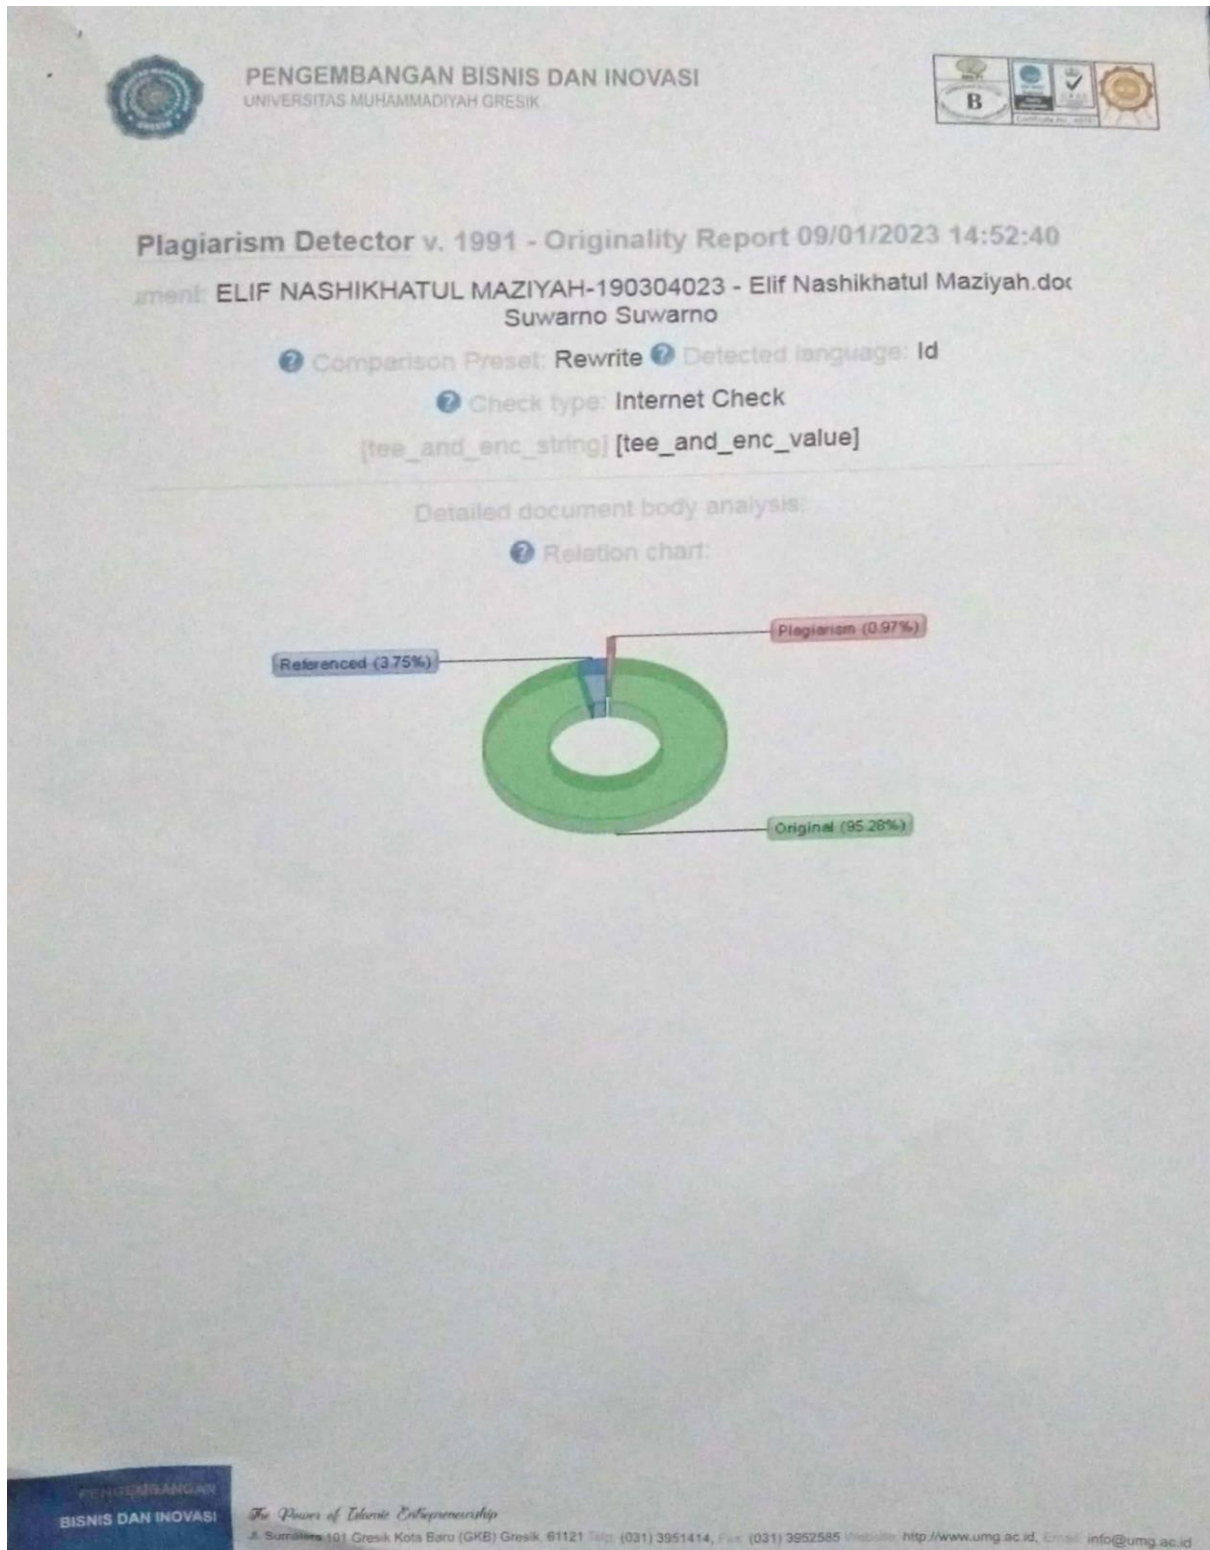 PENGEMBANGAN BISNIS DAN INOVASI
UNIVERSITAS MUHAMMADIYAH GRESIK
B
Plagiarism Detector v. 1991 - Originality Report 09/01/2023 14:52:40
ument: ELIF NASHIKHATUL MAZIYAH-190304023 - Elif Nashikhatul Maziyah.doc
Suwarno Suwarno
? Comparison Preset: Rewrite ? Detected language: Id
? Check type: Internet Check
[tee_and_enc_string] [tee_and_enc_value]
Detailed document body analysis:
? Relation chart:
Plagiarism (0.97%)
Referenced (3.75%)
Original (95.28%)
PENGEMBANGAN
BISNIS DAN INOVASI
The Power of Islamic Entrepreneurship
Jl. Sumatera 101 Gresik Kota Baru (GKB) Gresik, 61121 Telp. (031) 3951414, Fax. (031) 3952585 Website: http://www.umg.ac.id, Email: info@umg.ac.id